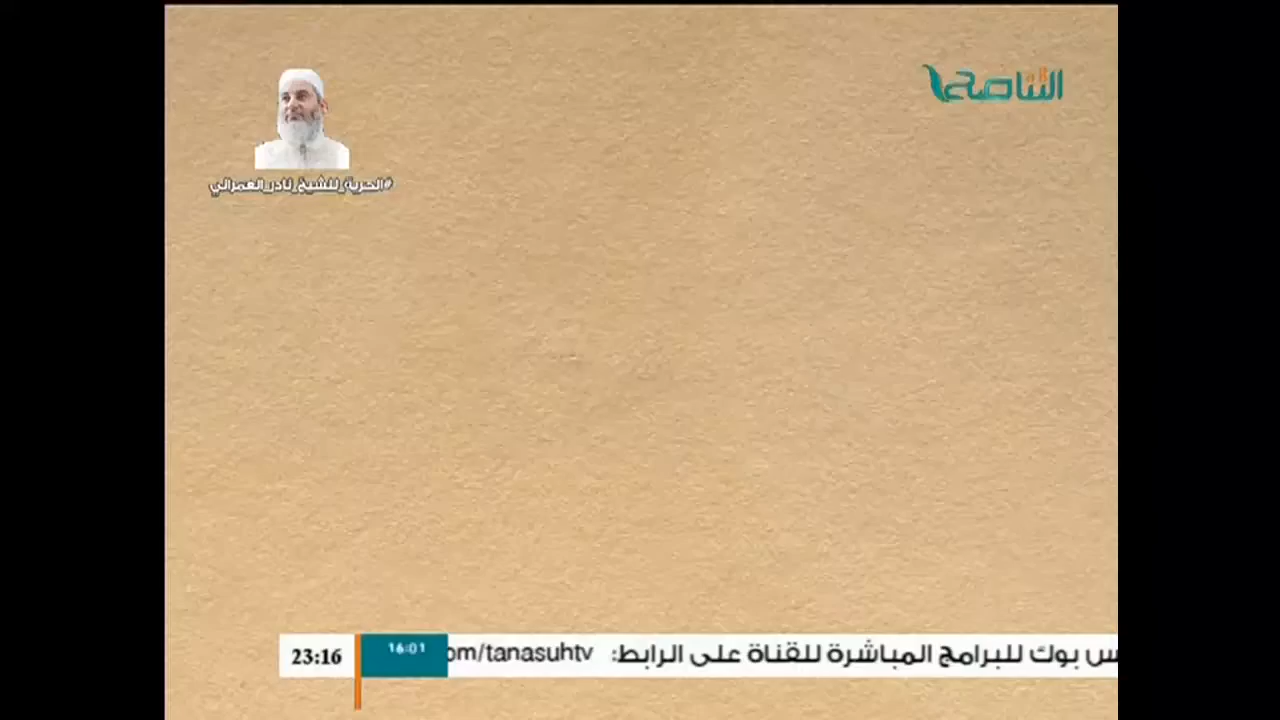 التناصح
#الحرية_للشيخ_نادر_العمراني
س بوك للبرامج المباشرة للقناة على الرابط: om/tanasuhtv
16:01
23:16